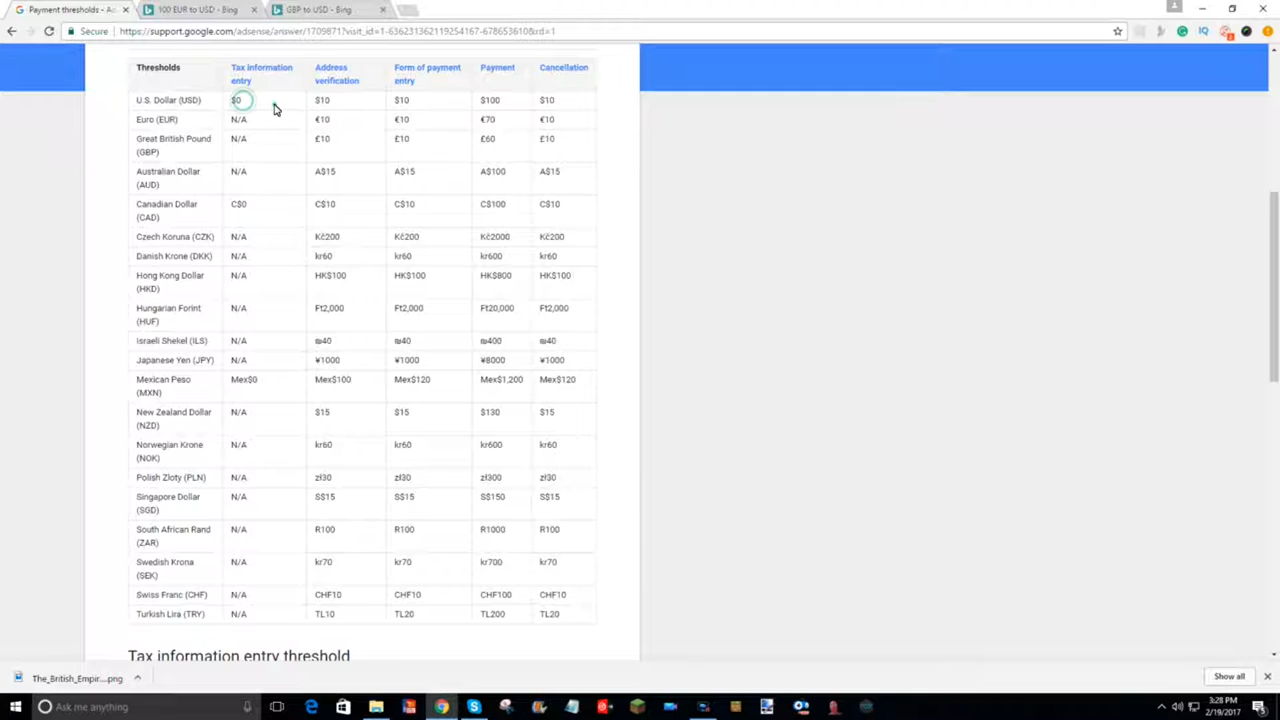 Payment thresholds - Ad
100 EUR to USD - Bing
GBP to USD - Bing
Secure
https://support.google.com/adsense/answer/1709871?visit_id=1-636231362119254167-678653610&rd=1
Thresholds Tax information entry Address verification Form of payment entry Payment Cancellation
U.S. Dollar (USD) $0 $10 $10 $100 $10
Euro (EUR) N/A €10 €10 €70 €10
Great British Pound (GBP) N/A £10 £10 £60 £10
Australian Dollar (AUD) N/A A$15 A$15 A$100 A$15
Canadian Dollar (CAD) C$0 C$10 C$10 C$100 C$10
Czech Koruna (CZK) N/A Kč200 Kč200 Kč2000 Kč200
Danish Krone (DKK) N/A kr60 kr60 kr600 kr60
Hong Kong Dollar (HKD) N/A HK$100 HK$100 HK$800 HK$100
Hungarian Forint (HUF) N/A Ft2,000 Ft2,000 Ft20,000 Ft2,000
Israeli Shekel (ILS) N/A ₪40 ₪40 ₪400 ₪40
Japanese Yen (JPY) N/A ¥1000 ¥1000 ¥8000 ¥1000
Mexican Peso (MXN) Mex$0 Mex$100 Mex$120 Mex$1,200 Mex$120
New Zealand Dollar (NZD) N/A $15 $15 $130 $15
Norwegian Krone (NOK) N/A kr60 kr60 kr600 kr60
Polish Zloty (PLN) N/A zł30 zł30 zł300 zł30
Singapore Dollar (SGD) N/A S$15 S$15 S$150 S$15
South African Rand (ZAR) N/A R100 R100 R1000 R100
Swedish Krona (SEK) N/A kr70 kr70 kr700 kr70
Swiss Franc (CHF) N/A CHF10 CHF10 CHF100 CHF10
Turkish Lira (TRY) N/A TL10 TL20 TL200 TL20
Tax information entry threshold
The_British_Empir....png
Show all
Ask me anything
3:28 PM
2/19/2017